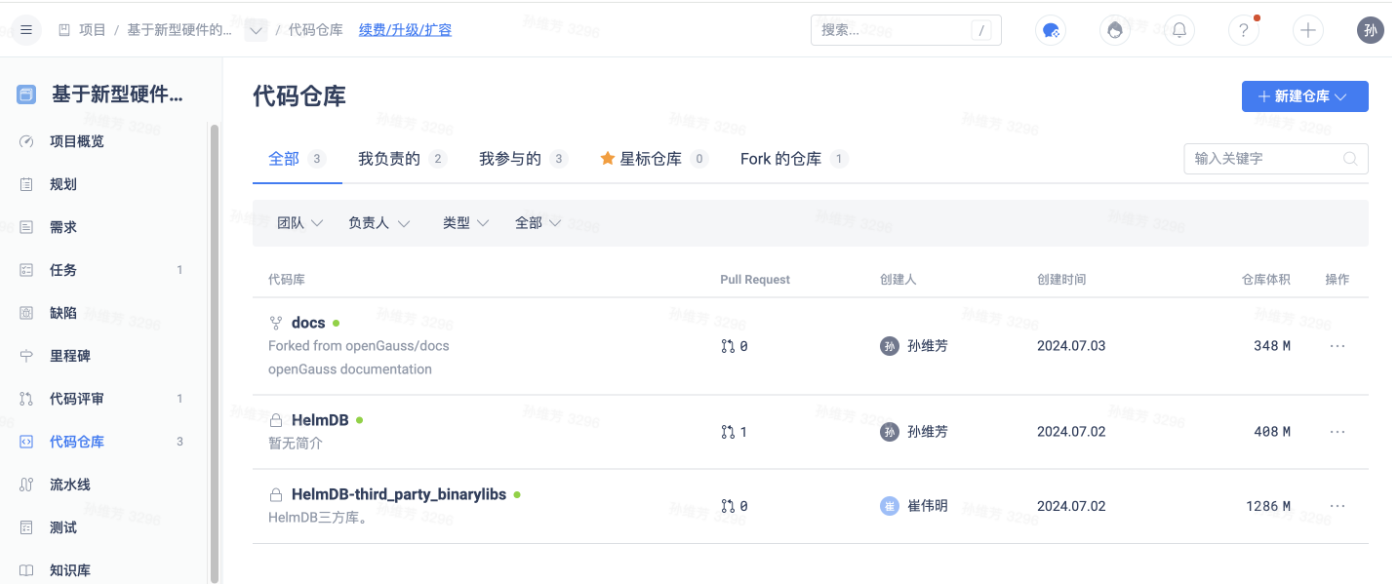 项目 / 基于新型硬件的... / 代码仓库 续费/升级/扩容 搜索... / ? 孙
基于新型硬件...
项目概览
规划
需求
任务 1
缺陷
里程碑
代码评审 1
代码仓库 3
流水线
测试
知识库
代码仓库
+ 新建仓库
全部 3 我负责的 2 我参与的 3 星标仓库 0 Fork 的仓库 1 输入关键字
团队 负责人 类型 全部
代码库 Pull Request 创建人 创建时间 仓库体积 操作
docs
Forked from openGauss/docs
openGauss documentation
0 孙 孙维芳 2024.07.03 348 M ...
HelmDB
暂无简介
1 孙 孙维芳 2024.07.02 408 M ...
HelmDB-third_party_binarylibs
HelmDB三方库。
0 崔 崔伟明 2024.07.02 1286 M ...
孙维芳 3296